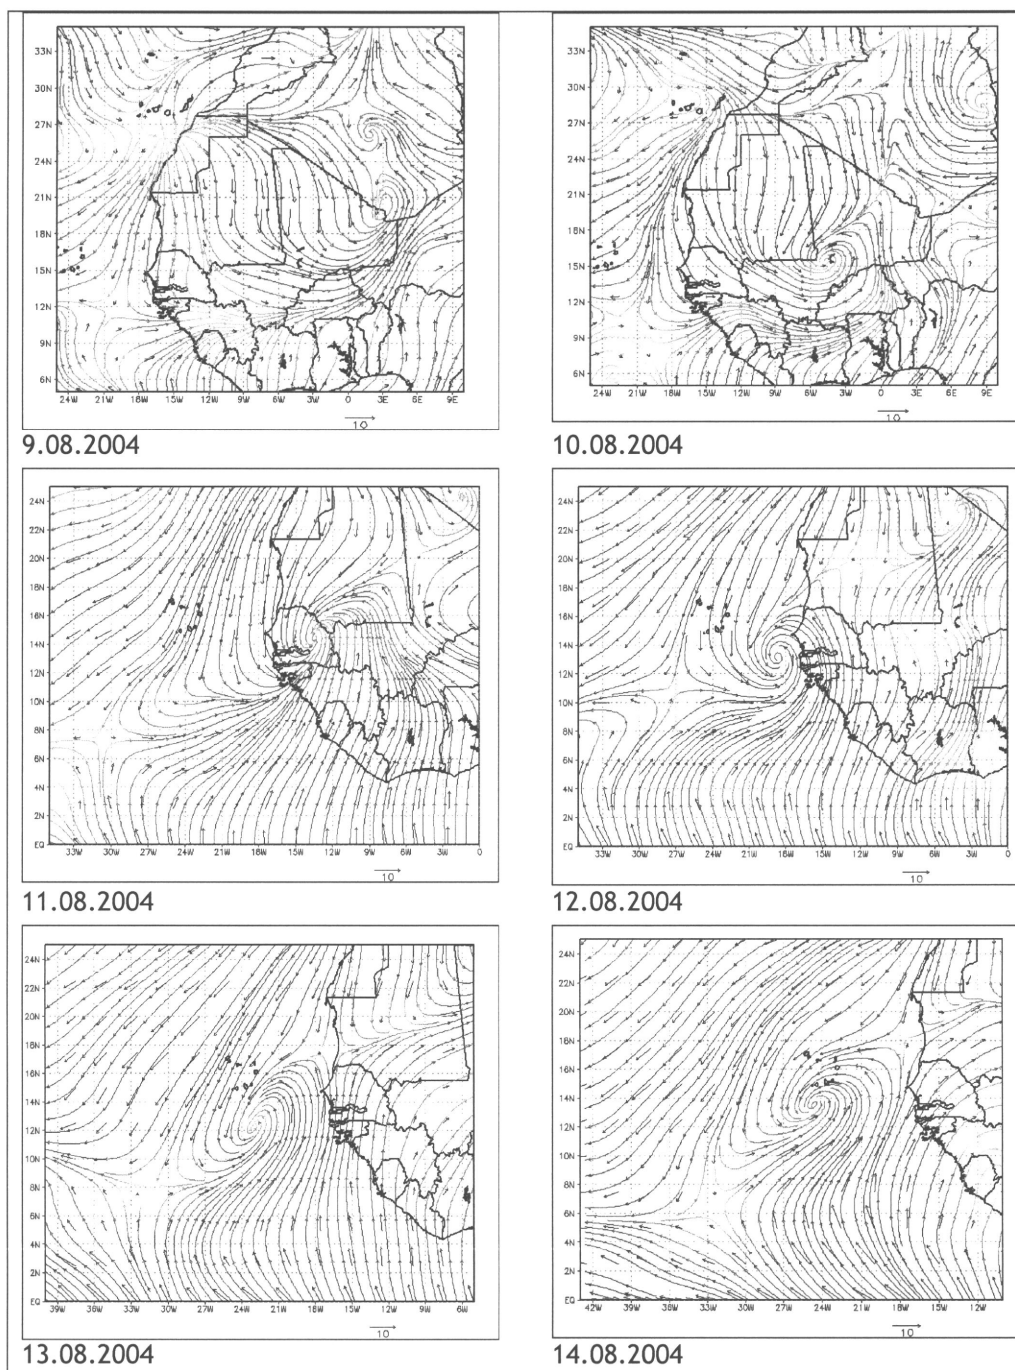 33N
30N
27N
24N
21N
18N
15N
12N
9N
6N
24W 21W 18W 15W 12W 9W 6W 3W 0 3E 6E 9E
10
9.08.2004
33N
30N
27N
24N
21N
18N
15N
12N
9N
6N
24W 21W 18W 15W 12W 9W 6W 3W 0 3E 6E 9E
10
10.08.2004
24N
22N
20N
18N
16N
14N
12N
10N
8N
6N
4N
2N
EQ
33W 30W 27W 24W 21W 18W 15W 12W 9W 6W 3W 0
10
11.08.2004
24N
22N
20N
18N
16N
14N
12N
10N
8N
6N
4N
2N
EQ
33W 30W 27W 24W 21W 18W 15W 12W 9W 6W 3W 0
10
12.08.2004
24N
22N
20N
18N
16N
14N
12N
10N
8N
6N
4N
2N
EQ
39W 36W 33W 30W 27W 24W 21W 18W 15W 12W 9W 6W
10
13.08.2004
24N
22N
20N
18N
16N
14N
12N
10N
8N
6N
4N
2N
EQ
42W 39W 36W 33W 30W 27W 24W 21W 18W 15W 12W
10
14.08.2004